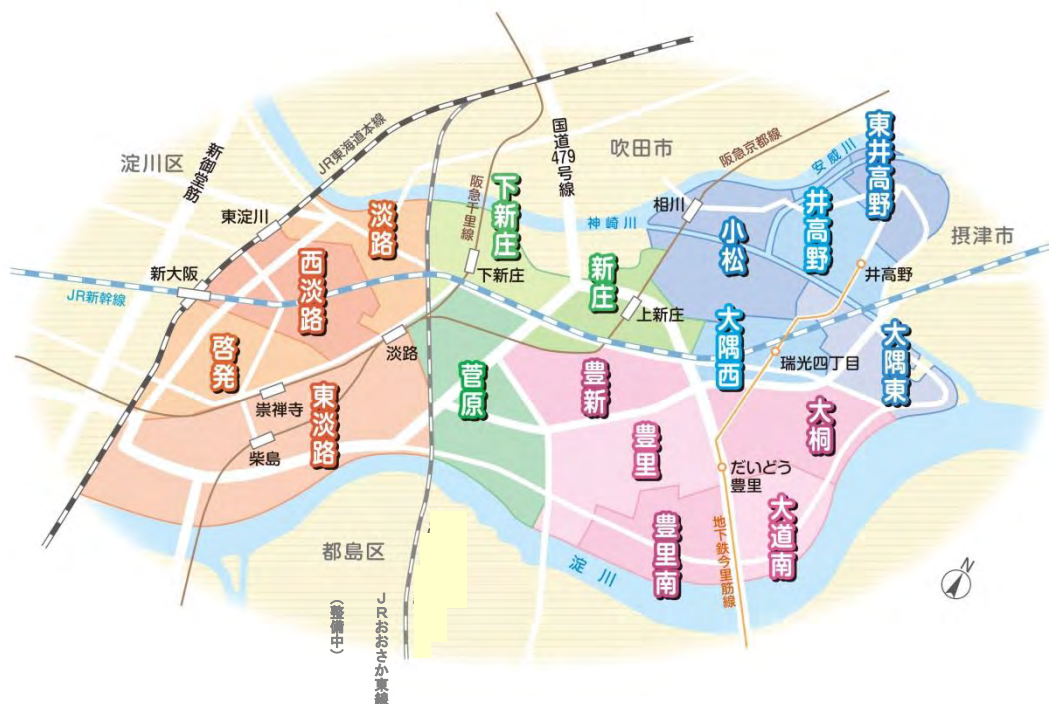 淀川区
新御堂筋
JR東海道本線
国道479号線
吹田市
阪急京都線
安威川
東井高野
東淀川
淡路
阪急千里線
下新庄
神崎川
相川
小松
井高野
摂津市
新大阪
JR新幹線
西淡路
下新庄
新庄
上新庄
井高野
啓発
淡路
菅原
豊新
大隅西
瑞光四丁目
大隅東
崇禅寺
東淡路
柴島
豊里
大桐
だいどう
豊里
豊里南
大道南
地下鉄今里筋線
淀川
都島区
N
JRおおさか東線
（整備中）